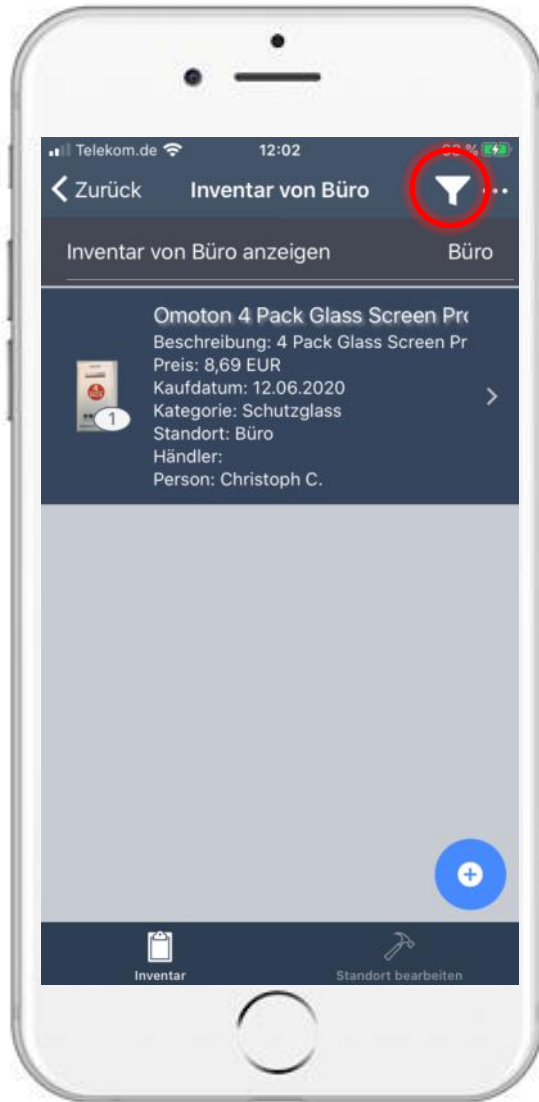 Telekom.de 12:02
Zurück Inventar von Büro
Inventar von Büro anzeigen Büro
Omoton 4 Pack Glass Screen Pr
Beschreibung: 4 Pack Glass Screen Pr
Preis: 8,69 EUR
Kaufdatum: 12.06.2020
Kategorie: Schutzglass
Standort: Büro
Händler:
Person: Christoph C.
1
Inventar Standort bearbeiten